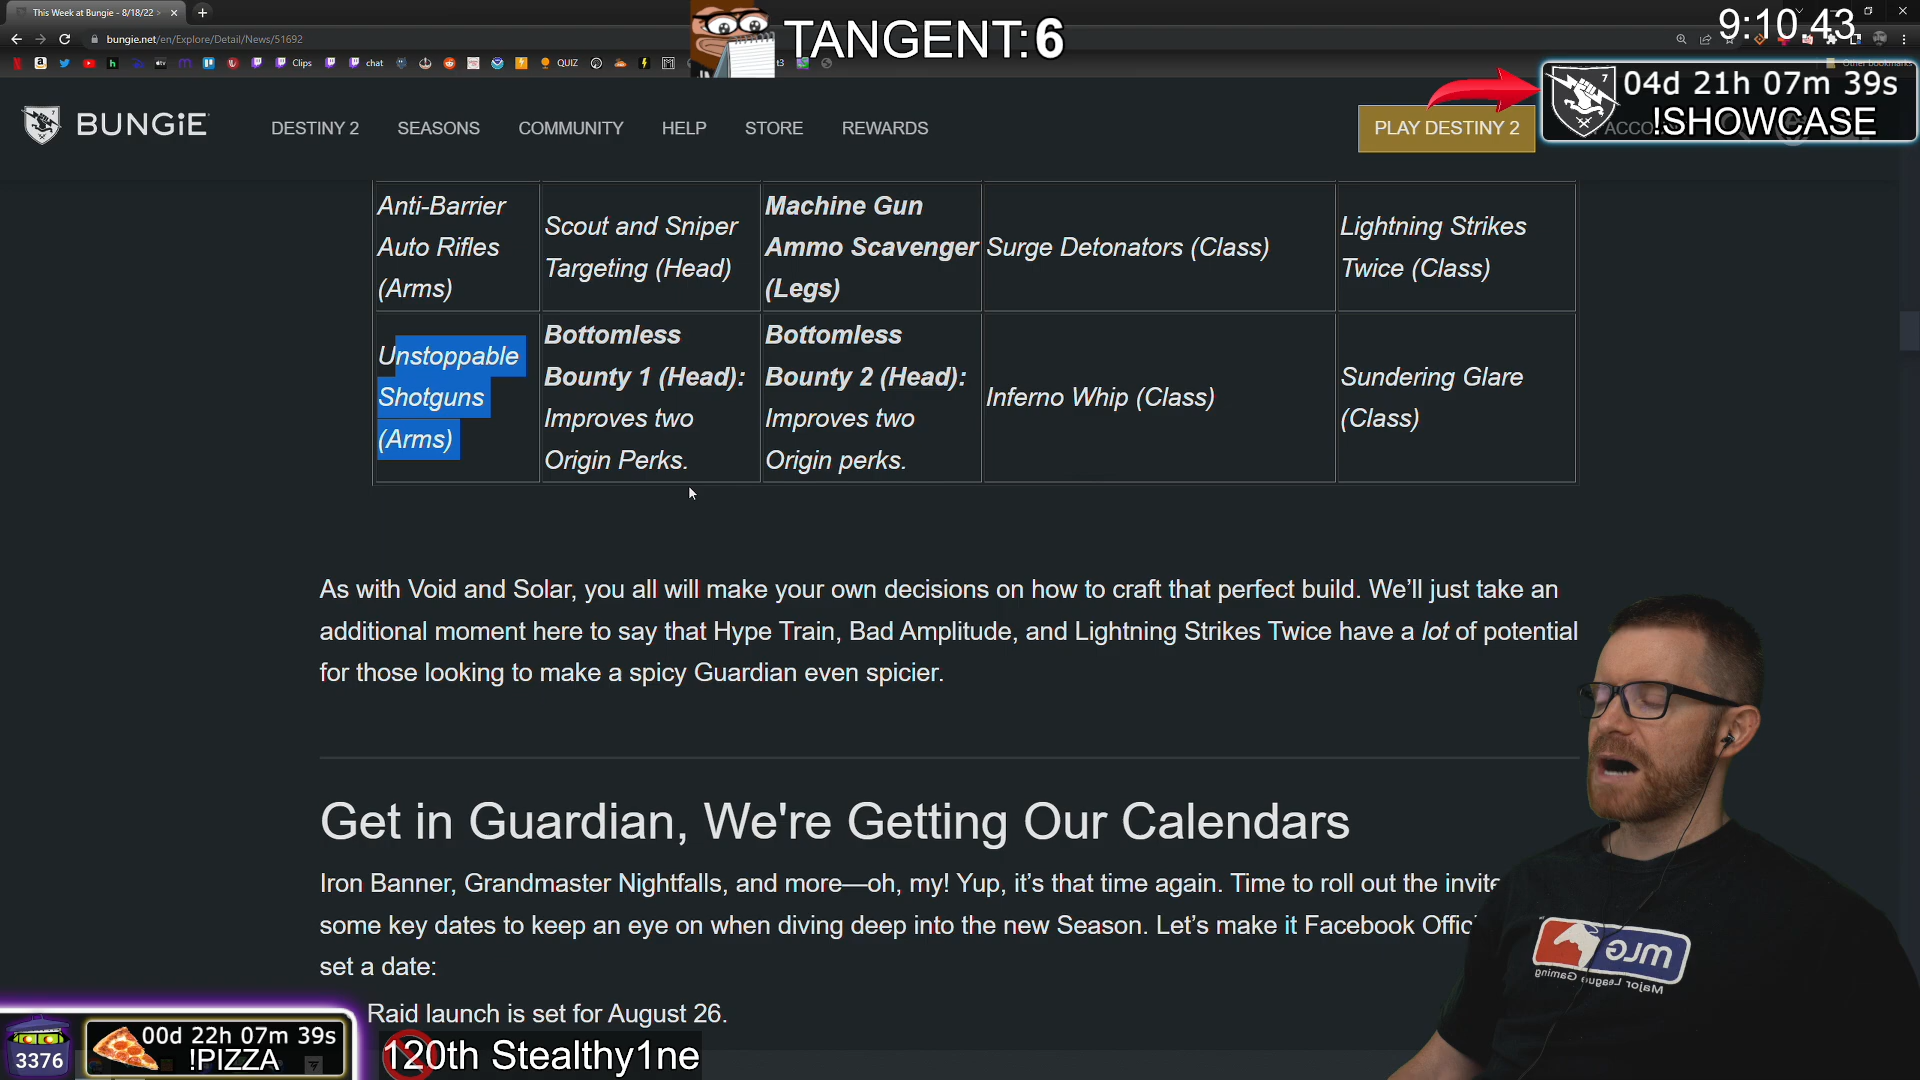 This Week at Bungie - 8/18/22
TANGENT: 6
9:10.43
bungie.net/en/Explore/Detail/News/51692
Clips
chat
QUIZ
Other bookmarks
04d 21h 07m 39s
!SHOWCASE
BUNGiE
DESTINY 2
SEASONS
COMMUNITY
HELP
STORE
REWARDS
PLAY DESTINY 2
Anti-Barrier
Auto Rifles
(Arms)
Scout and Sniper
Targeting (Head)
Machine Gun
Ammo Scavenger
(Legs)
Surge Detonators (Class)
Lightning Strikes
Twice (Class)
Unstoppable
Shotguns
(Arms)
Bottomless
Bounty 1 (Head):
Improves two
Origin Perks.
Bottomless
Bounty 2 (Head):
Improves two
Origin perks.
Inferno Whip (Class)
Sundering Glare
(Class)
As with Void and Solar, you all will make your own decisions on how to craft that perfect build. We’ll just take an
additional moment here to say that Hype Train, Bad Amplitude, and Lightning Strikes Twice have a lot of potential
for those looking to make a spicy Guardian even spicier.
Get in Guardian, We're Getting Our Calendars
Iron Banner, Grandmaster Nightfalls, and more—oh, my! Yup, it’s that time again. Time to roll out the invite
some key dates to keep an eye on when diving deep into the new Season. Let’s make it Facebook Offic
set a date:
Raid launch is set for August 26.
mlg
Major League Gaming
3376
00d 22h 07m 39s
!PIZZA
120th Stealthy1ne